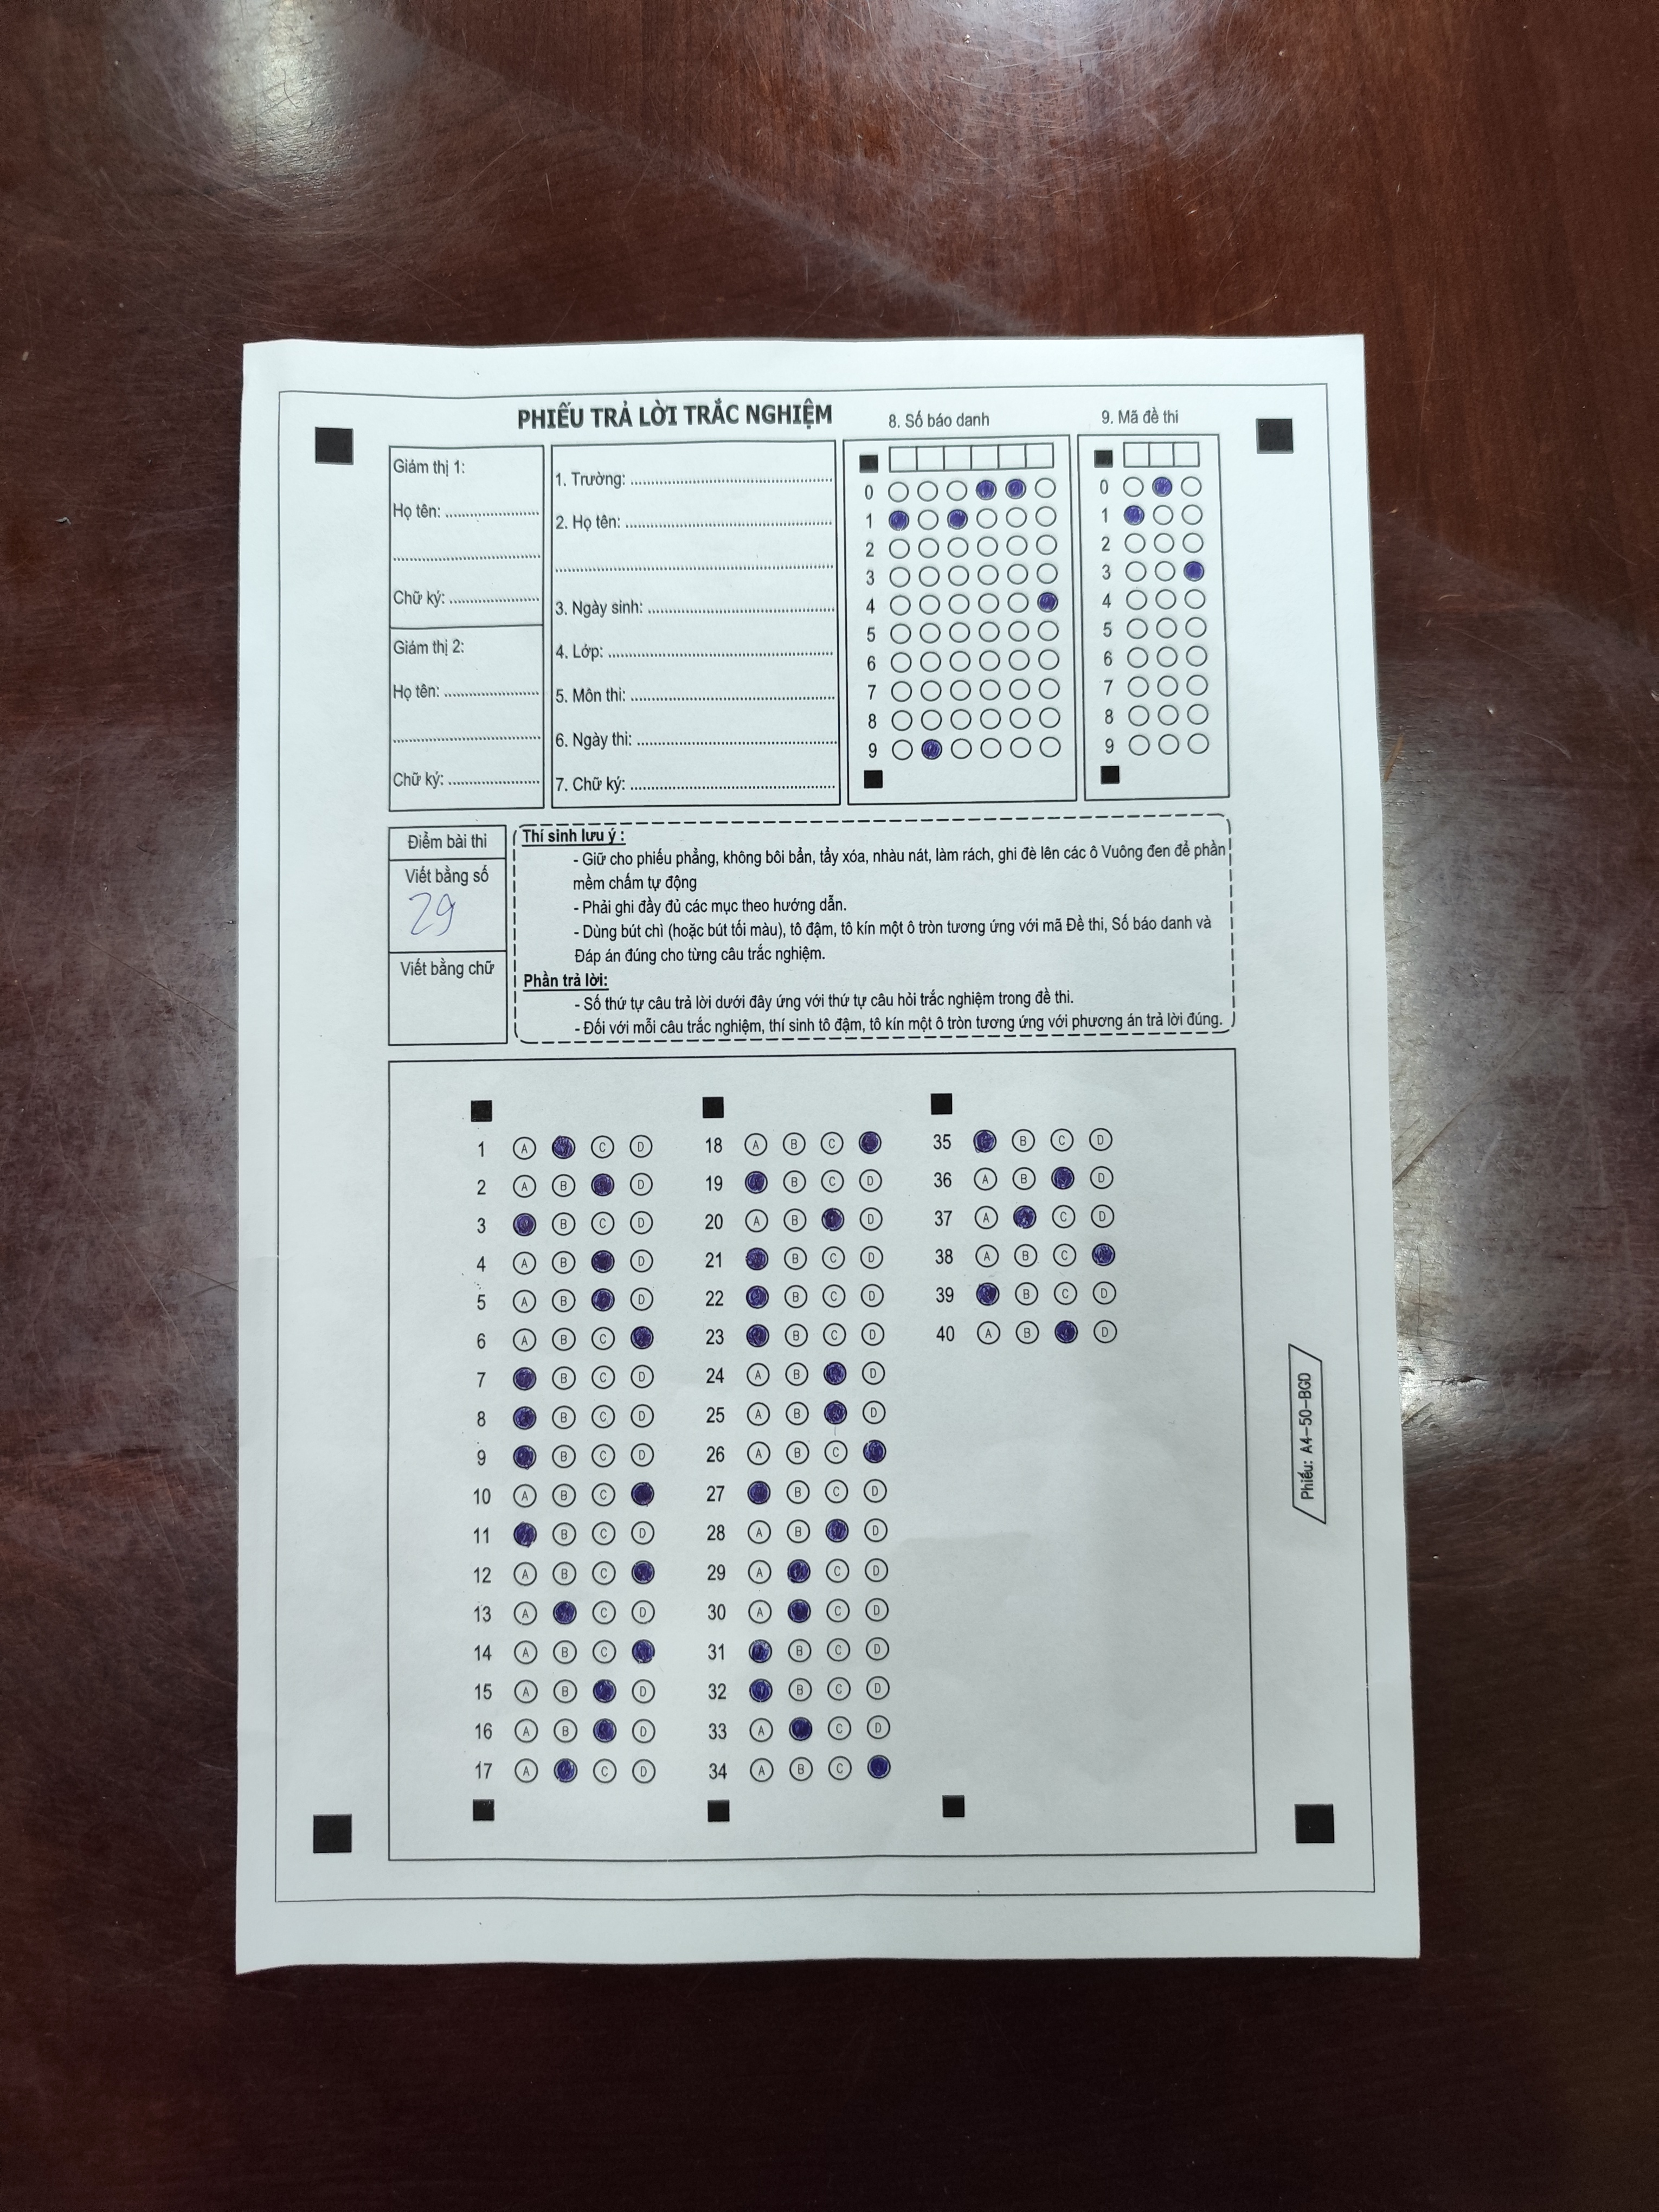 PHIẾU TRẢ LỜI TRẮC NGHIỆM
8. Số báo danh
9. Mã đề thi
Giám thị 1:
Họ tên: ........................
........................
Chữ ký: ........................
Giám thị 2:
Họ tên: ........................
........................
Chữ ký: ........................
1. Trường: ........................
2. Họ tên: ........................
........................
3. Ngày sinh: ........................
4. Lớp: ........................
5. Môn thi: ........................
6. Ngày thi: ........................
7. Chữ ký: ........................
0
1
2
3
4
5
6
7
8
9
0
1
2
3
4
5
6
7
8
9
Điểm bài thi
Viết bằng số
29
Viết bằng chữ
Thí sinh lưu ý :
- Giữ cho phiếu phẳng, không bôi bẩn, tẩy xóa, nhàu nát, làm rách, ghi đè lên các ô Vuông đen để phần
mềm chấm tự động
- Phải ghi đầy đủ các mục theo hướng dẫn.
- Dùng bút chì (hoặc bút tối màu), tô đậm, tô kín một ô tròn tương ứng với mã Đề thi, Số báo danh và
Đáp án đúng cho từng câu trắc nghiệm.
Phần trả lời:
- Số thứ tự câu trả lời dưới đây ứng với thứ tự câu hỏi trắc nghiệm trong đề thi.
- Đối với mỗi câu trắc nghiệm, thí sinh tô đậm, tô kín một ô tròn tương ứng với phương án trả lời đúng.
1 A C D
2 A B D
3 B C D
4 A B D
5 A B D
6 A B C
7 B C D
8 B C D
9 B C D
10 A B C
11 B C D
12 A B C
13 A C D
14 A B C
15 A B D
16 A B D
17 A C D
18 A B C
19 B C D
20 A B D
21 B C D
22 B C D
23 B C D
24 A B D
25 A B D
26 A B C
27 B C D
28 A B D
29 A C D
30 A C D
31 B C D
32 B C D
33 A C D
34 A B C
35 B C D
36 A B D
37 A C D
38 A B C
39 B C D
40 A B D
Phiếu: A4-50-BGD